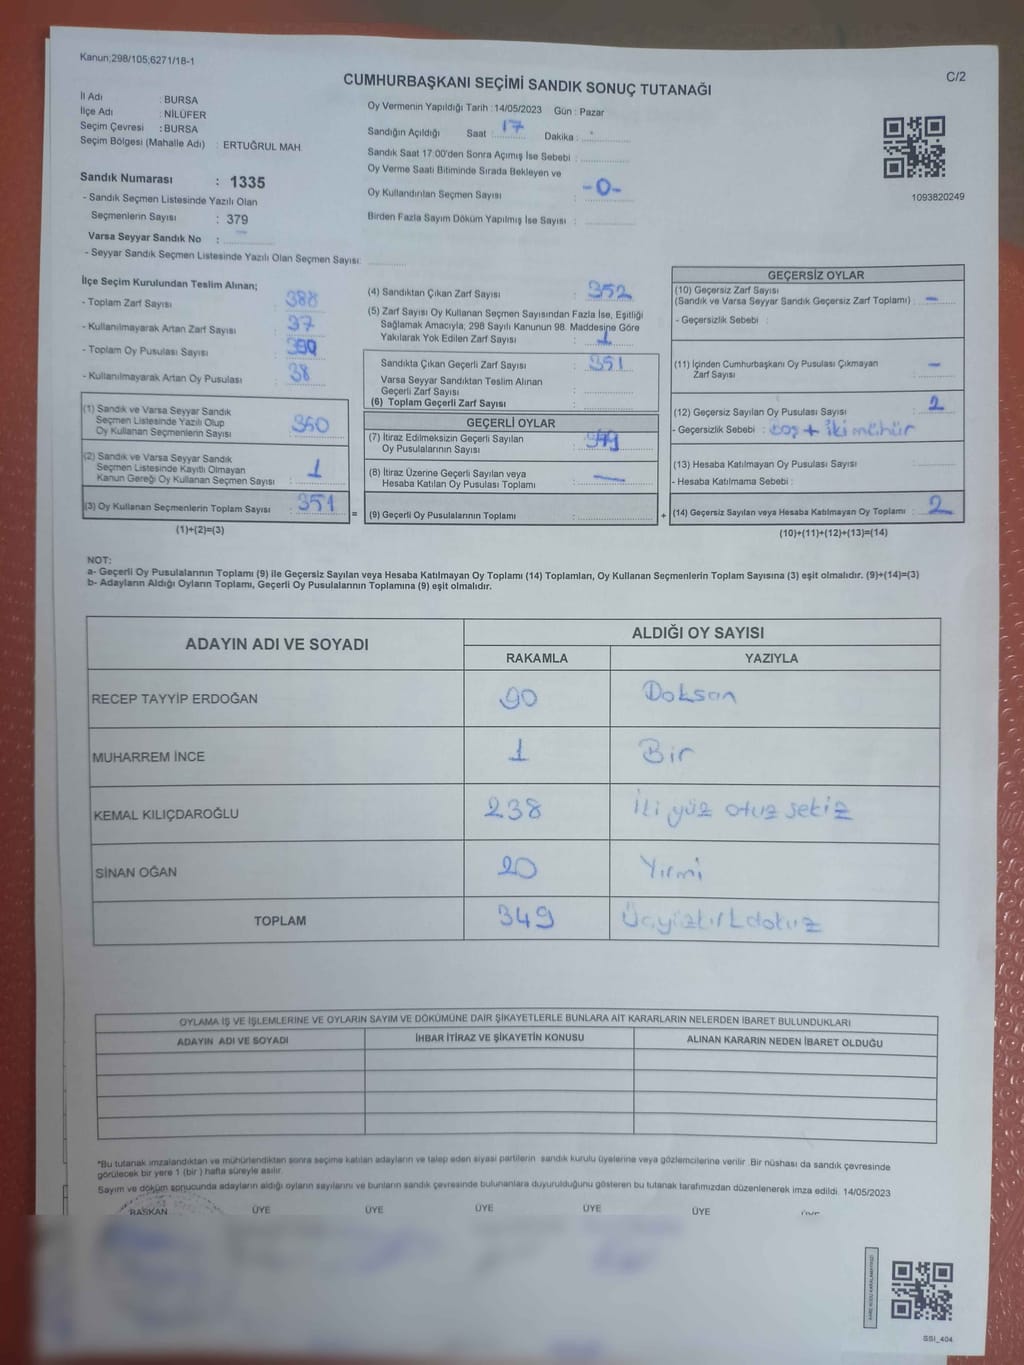 Kanun;298/105;6271/18-1
C/2
CUMHURBAŞKANI SEÇİMİ SANDIK SONUÇ TUTANAĞI
İl Adı : BURSA
İlçe Adı : NİLÜFER
Seçim Çevresi : BURSA
Seçim Bölgesi (Mahalle Adı) : ERTUĞRUL MAH.
Sandık Numarası : 1335
- Sandık Seçmen Listesinde Yazılı Olan
Seçmenlerin Sayısı : 379
Varsa Seyyar Sandık No :
- Seyyar Sandık Seçmen Listesinde Yazılı Olan Seçmen Sayısı:
Oy Vermenin Yapıldığı Tarih : 14/05/2023 Gün : Pazar
Sandığın Açıldığı Saat : 17 Dakika :
Sandık Saat 17:00'den Sonra Açımış İse Sebebi :
Oy Verme Saati Bitiminde Sırada Bekleyen ve
Oy Kullandırılan Seçmen Sayısı : -0-
Birden Fazla Sayım Döküm Yapılmış İse Sayısı :
1093820249
İlçe Seçim Kurulundan Teslim Alınan;
- Toplam Zarf Sayısı : 388
- Kullanılmayarak Artan Zarf Sayısı : 37
- Toplam Oy Pusulası Sayısı :
- Kullanılmayarak Artan Oy Pusulası : 38
(1) Sandık ve Varsa Seyyar Sandık
Seçmen Listesinde Yazılı Olup
Oy Kullanan Seçmenlerin Sayısı : 350
(2) Sandık ve Varsa Seyyar Sandık
Seçmen Listesinde Kayıtlı Olmayan
Kanun Gereği Oy Kullanan Seçmen Sayısı : 1
(3) Oy Kullanan Seçmenlerin Toplam Sayısı : 351 =
(1)+(2)=(3)
(4) Sandıktan Çıkan Zarf Sayısı : 352
(5) Zarf Sayısı Oy Kullanan Seçmen Sayısından Fazla İse, Eşitliği
Sağlamak Amacıyla; 298 Sayılı Kanunun 98. Maddesine Göre
Yakılarak Yok Edilen Zarf Sayısı : 1
Sandıkta Çıkan Geçerli Zarf Sayısı : 351
Varsa Seyyar Sandıktan Teslim Alınan
Geçerli Zarf Sayısı :
(6) Toplam Geçerli Zarf Sayısı :
GEÇERLİ OYLAR
(7) İtiraz Edilmeksizin Geçerli Sayılan
Oy Pusulalarının Sayısı : 349
(8) İtiraz Üzerine Geçerli Sayılan veya
Hesaba Katılan Oy Pusulası Toplamı : —
(9) Geçerli Oy Pusulalarının Toplamı : +
GEÇERSİZ OYLAR
(10) Geçersiz Zarf Sayısı
(Sandık ve Varsa Seyyar Sandık Geçersiz Zarf Toplamı) : –
- Geçersizlik Sebebi :
(11) İçinden Cumhurbaşkanı Oy Pusulası Çıkmayan
Zarf Sayısı : –
(12) Geçersiz Sayılan Oy Pusulası Sayısı : 2
- Geçersizlik Sebebi : boş + iki mühür
(13) Hesaba Katılmayan Oy Pusulası Sayısı :
- Hesaba Katılmama Sebebi :
(14) Geçersiz Sayılan veya Hesaba Katılmayan Oy Toplamı : 2
(10)+(11)+(12)+(13)=(14)
NOT:
a- Geçerli Oy Pusulalarının Toplamı (9) ile Geçersiz Sayılan veya Hesaba Katılmayan Oy Toplamı (14) Toplamları, Oy Kullanan Seçmenlerin Toplam Sayısına (3) eşit olmalıdır. (9)+(14)=(3)
b- Adayların Aldığı Oyların Toplamı, Geçerli Oy Pusulalarının Toplamına (9) eşit olmalıdır.
ADAYIN ADI VE SOYADI ALDIĞI OY SAYISI
RAKAMLA YAZIYLA
RECEP TAYYİP ERDOĞAN 90 Doksan
MUHARREM İNCE 1 Bir
KEMAL KILIÇDAROĞLU 238 İki yüz otuz sekiz
SİNAN OĞAN 20 Yirmi
TOPLAM 349
OYLAMA İŞ VE İŞLEMLERİNE VE OYLARIN SAYIM VE DÖKÜMÜNE DAİR ŞİKAYETLERLE BUNLARA AİT KARARLARIN NELERDEN İBARET BULUNDUKLARI
ADAYIN ADI VE SOYADI İHBAR İTİRAZ VE ŞİKAYETİN KONUSU ALINAN KARARIN NEDEN İBARET OLDUĞU
*Bu tutanak imzalandıktan ve mühürlendikten sonra seçime katılan adayların ve talep eden siyasi partilerin sandık kurulu üyelerine veya gözlemcilerine verilir. Bir nüshası da sandık çevresinde
görülecek bir yere 1 (bir ) hafta süreyle asılır.
Sayım ve döküm sonucunda adayların aldığı oyların sayılarını ve bunların sandık çevresinde bulunanlara duyurulduğunu gösteren bu tutanak tarafımızdan düzenlenerek imza edildi. 14/05/2023
BAŞKAN ÜYE ÜYE ÜYE ÜYE ÜYE
SSI_404